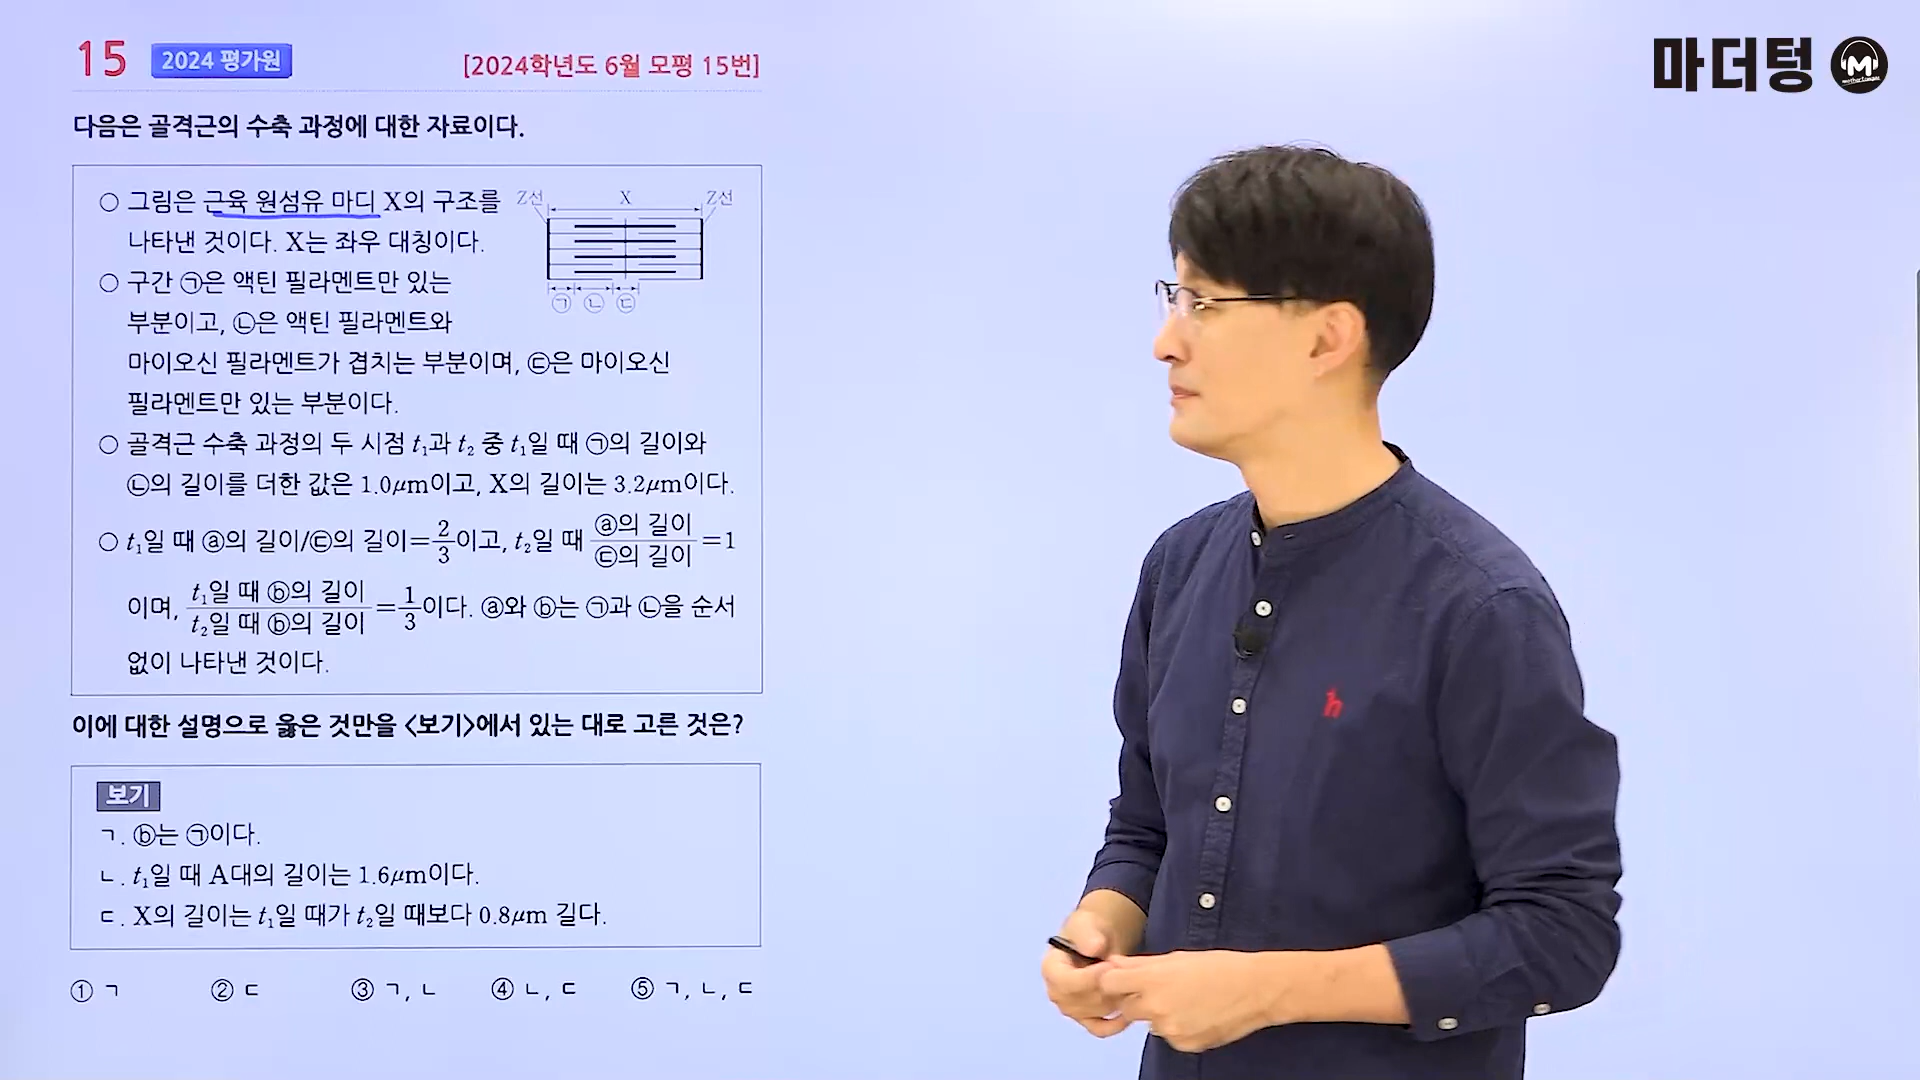 15 2024 평가원 [2024학년도 6월 모평 15번]
마더텅 M
다음은 골격근의 수축 과정에 대한 자료이다.
○ 그림은 근육 원섬유 마디 X의 구조를
나타낸 것이다. X는 좌우 대칭이다.
Z선 X Z선
㉠ ㉡ ㉢
○ 구간 ㉠은 액틴 필라멘트만 있는
부분이고, ㉡은 액틴 필라멘트와
마이오신 필라멘트가 겹치는 부분이며, ㉢은 마이오신
필라멘트만 있는 부분이다.
○ 골격근 수축 과정의 두 시점 t₁과 t₂ 중 t₁일 때 ㉠의 길이와
㉡의 길이를 더한 값은 1.0μm이고, X의 길이는 3.2μm이다.
○ t₁일 때 ⓐ의 길이/㉢의 길이=2/3이고, t₂일 때 ⓐ의 길이/㉢의 길이=1
이며, t₁일 때 ⓑ의 길이/t₂일 때 ⓑ의 길이=1/3이다. ⓐ와 ⓑ는 ㉠과 ㉡을 순서
없이 나타낸 것이다.
이에 대한 설명으로 옳은 것만을 <보기>에서 있는 대로 고른 것은?
보기
ㄱ. ⓑ는 ㉠이다.
ㄴ. t₁일 때 A대의 길이는 1.6μm이다.
ㄷ. X의 길이는 t₁일 때가 t₂일 때보다 0.8μm 길다.
① ㄱ ② ㄷ ③ ㄱ, ㄴ ④ ㄴ, ㄷ ⑤ ㄱ, ㄴ, ㄷ
h